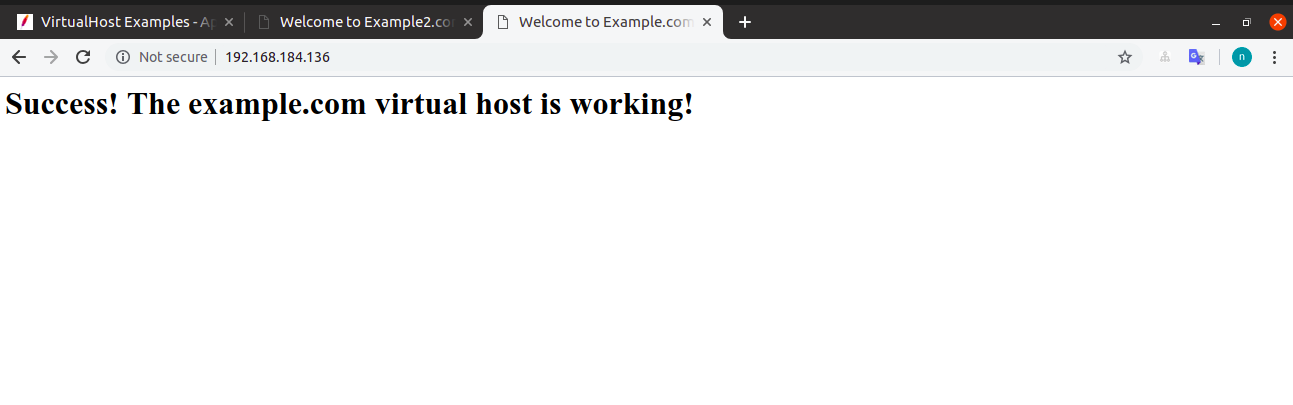 VirtualHost Examples - Ap
Welcome to Example2.co
Welcome to Example.com
Not secure
192.168.184.136
n
Success! The example.com virtual host is working!